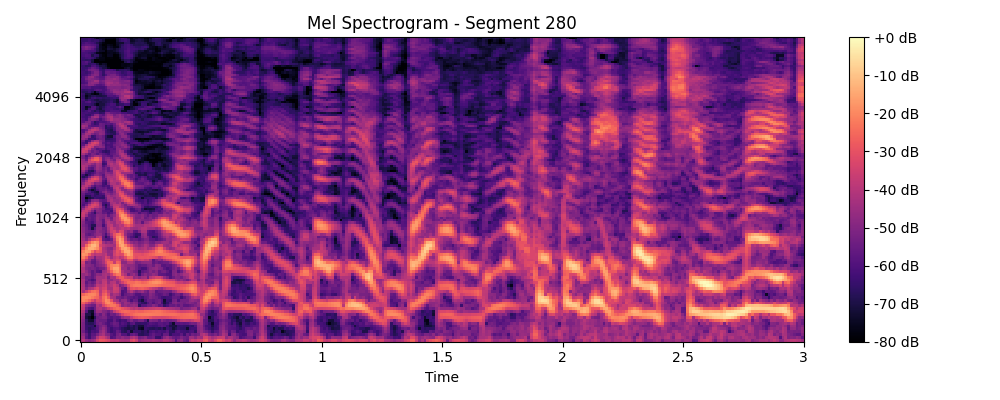 Mel Spectrogram - Segment 280
Frequency
4096
2048
1024
512
0
0
0.5
1
1.5
2
2.5
3
Time
+0 dB
-10 dB
-20 dB
-30 dB
-40 dB
-50 dB
-60 dB
-70 dB
-80 dB